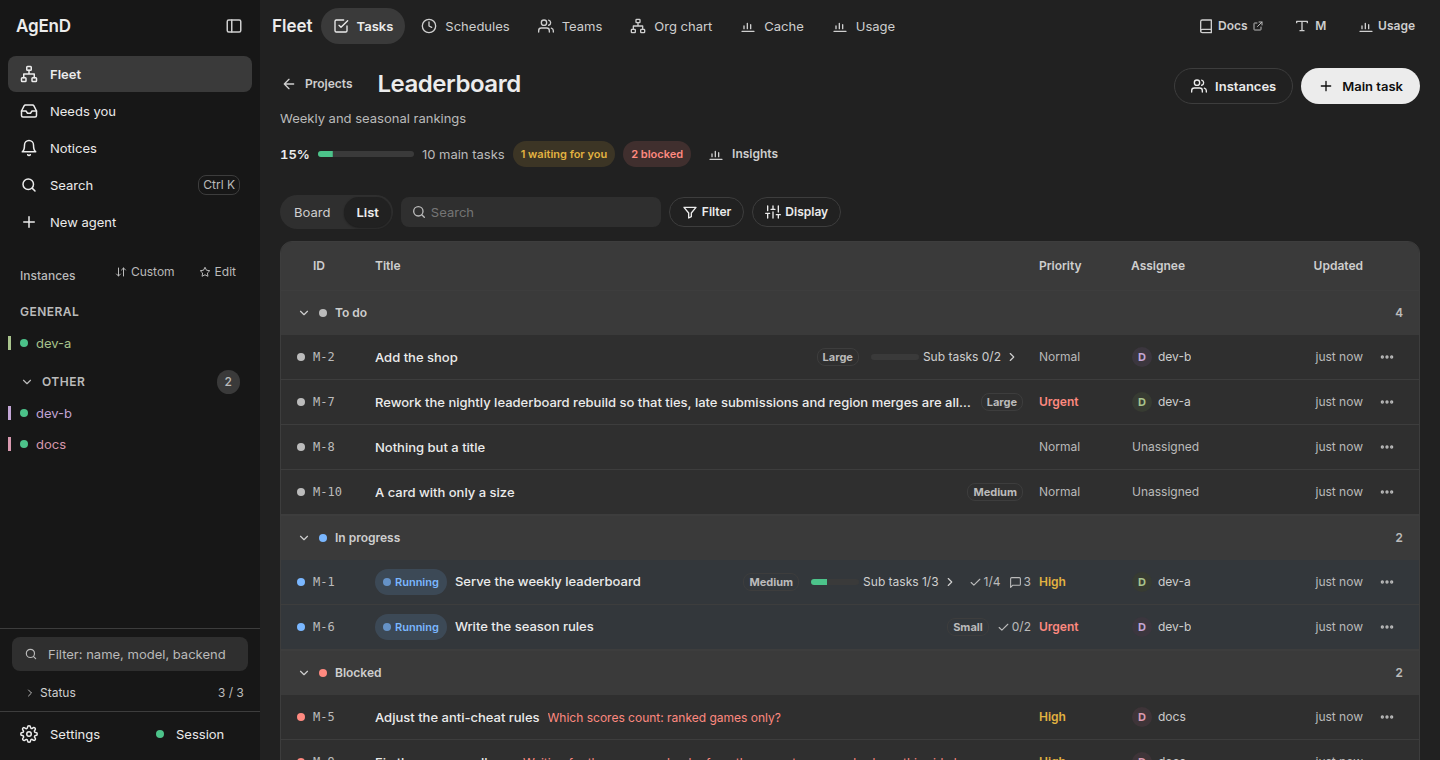 AgEnD
Fleet
Needs you
Notices
Search Ctrl K
New agent
Instances Custom Edit
GENERAL
dev-a
OTHER 2
dev-b
docs
Filter: name, model, backend
Status 3 / 3
Settings Session
Fleet Tasks Schedules Teams Org chart Cache Usage Docs M Usage
Projects Leaderboard Instances Main task
Weekly and seasonal rankings
15% 10 main tasks 1 waiting for you 2 blocked Insights
Board List Search Filter Display
ID Title Priority Assignee Updated
To do 4
M-2 Add the shop Large Sub tasks 0/2 Normal D dev-b just now
M-7 Rework the nightly leaderboard rebuild so that ties, late submissions and region merges are all... Large Urgent D dev-a just now
M-8 Nothing but a title Normal Unassigned just now
M-10 A card with only a size Medium Normal Unassigned just now
In progress 2
M-1 Running Serve the weekly leaderboard Medium Sub tasks 1/3 1/4 3 High D dev-a just now
M-6 Running Write the season rules Small 0/2 Urgent D dev-b just now
Blocked 2
M-5 Adjust the anti-cheat rules Which scores count: ranked games only? High D docs just now